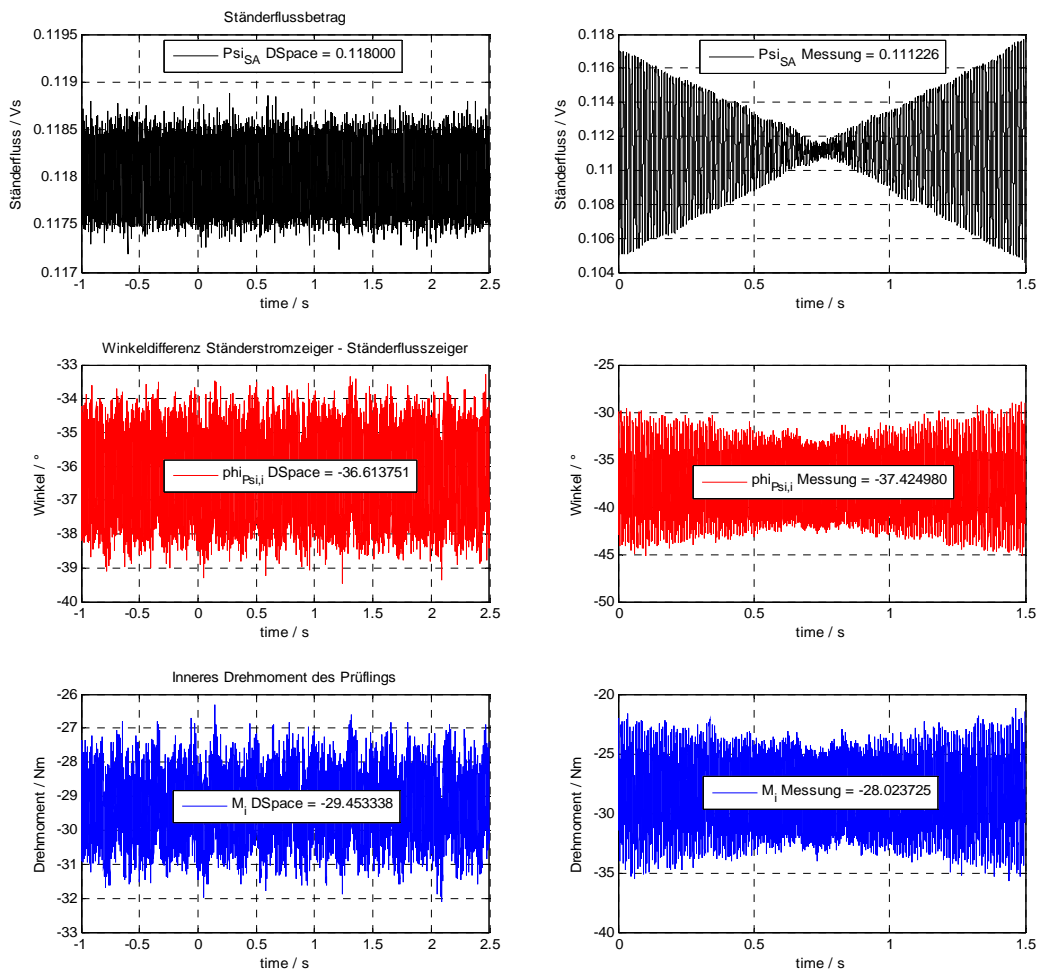 Ständerflussbetrag
0.1195
0.119
0.1185
0.118
0.1175
0.117
Ständerfluss / Vs
Psi_SA DSpace = 0.118000
-1 -0.5 0 0.5 1 1.5 2 2.5
time / s
0.118
0.116
0.114
0.112
0.11
0.108
0.106
0.104
Ständerfluss / Vs
Psi_SA Messung = 0.111226
0 0.5 1 1.5
time / s
Winkeldifferenz Ständerstromzeiger - Ständerflusszeiger
-33
-34
-35
-36
-37
-38
-39
-40
Winkel / °
phi_Psi,i DSpace = -36.613751
-1 -0.5 0 0.5 1 1.5 2 2.5
time / s
-25
-30
-35
-40
-45
-50
Winkel / °
phi_Psi,i Messung = -37.424980
0 0.5 1 1.5
time / s
Inneres Drehmoment des Prüflings
-26
-27
-28
-29
-30
-31
-32
-33
Drehmoment / Nm
M_i DSpace = -29.453338
-1 -0.5 0 0.5 1 1.5 2 2.5
time / s
-20
-25
-30
-35
-40
Drehmoment / Nm
M_i Messung = -28.023725
0 0.5 1 1.5
time / s